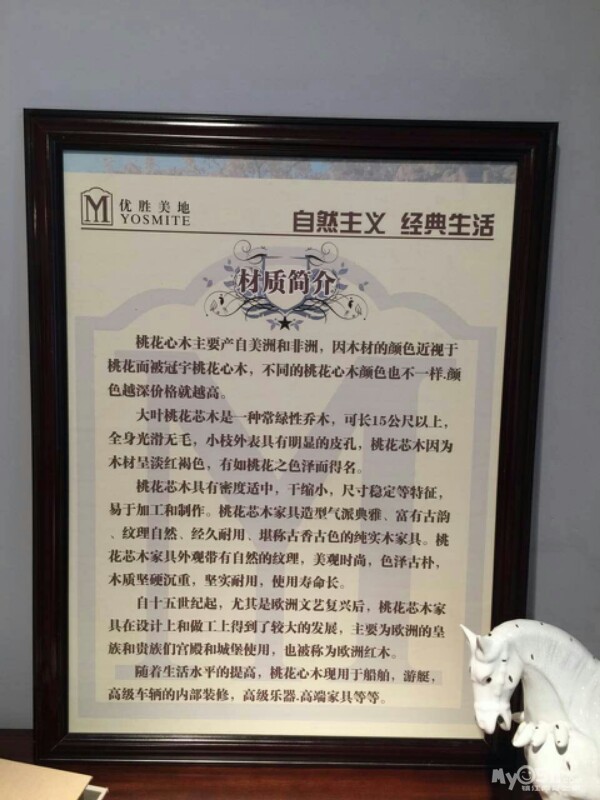 优胜美地
YOSMITE
自然主义 经典生活
材质简介
桃花心木主要产自美洲和非洲，因木材的颜色近视于
桃花而被冠宇桃花心木，不同的桃花心木颜色也不一样.颜
色越深价格就越高。
大叶桃花芯木是一种常绿性乔木，可长15公尺以上，
全身光滑无毛，小枝外表具有明显的皮孔，桃花芯木因为
木材呈淡红褐色，有如桃花之色泽而得名。
桃花芯木具有密度适中，干缩小，尺寸稳定等特征，
易于加工和制作。桃花芯木家具造型气派典雅、富有古韵
、纹理自然、经久耐用、堪称古香古色的纯实木家具。桃
花芯木家具外观带有自然的纹理，美观时尚，色泽古朴，
木质坚硬沉重，坚实耐用，使用寿命长。
自十五世纪起，尤其是欧洲文艺复兴后，桃花芯木家
具在设计上和做工上得到了较大的发展，主要为欧洲的皇
族和贵族们宫殿和城堡使用，也被称为欧洲红木。
随着生活水平的提高，桃花心木现用于船舶，游艇，
高级车辆的内部装修，高级乐器.高端家具等等。